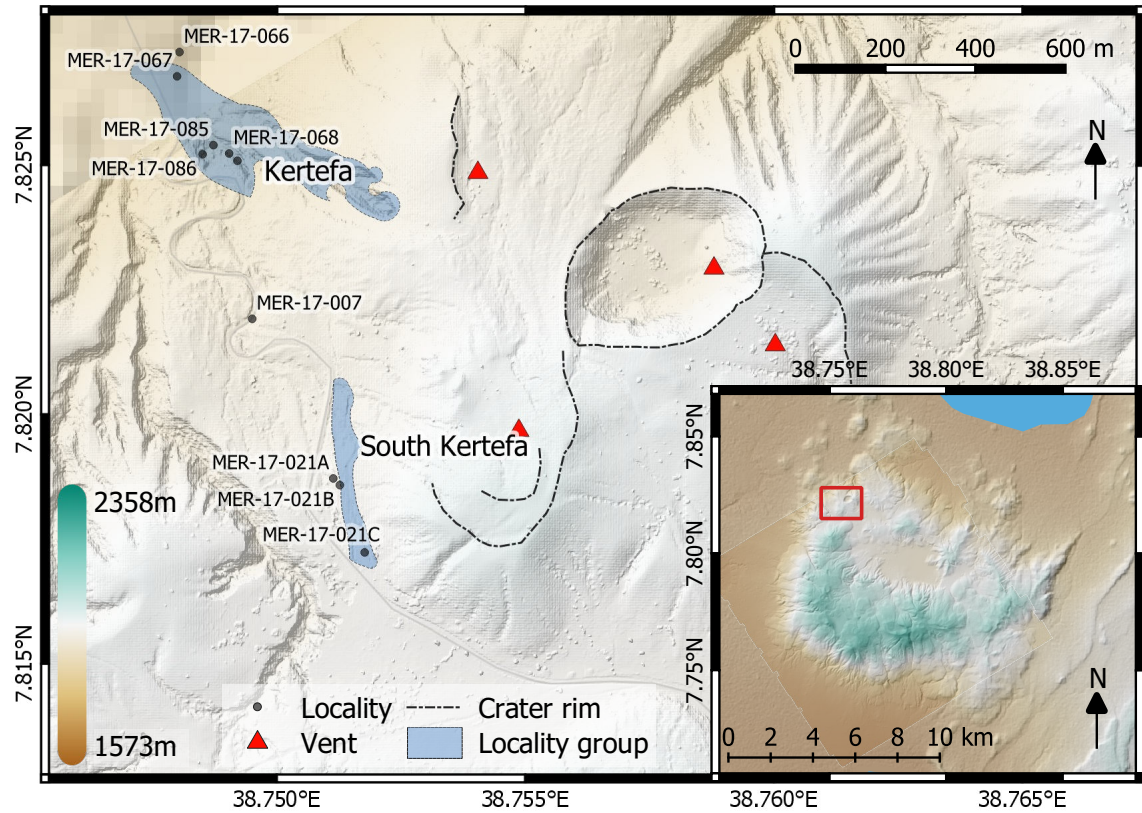 MER-17-066
MER-17-067
MER-17-085
MER-17-068
MER-17-086
Kertefa
MER-17-007
South Kertefa
MER-17-021A
MER-17-021B
MER-17-021C
0 200 400 600 m
N
7.825°N
7.820°N
7.815°N
2358m
1573m
Locality
Crater rim
Vent
Locality group
38.750°E 38.755°E 38.760°E 38.765°E
38.75°E 38.80°E 38.85°E
7.85°N
7.80°N
7.75°N
N
0 2 4 6 8 10 km